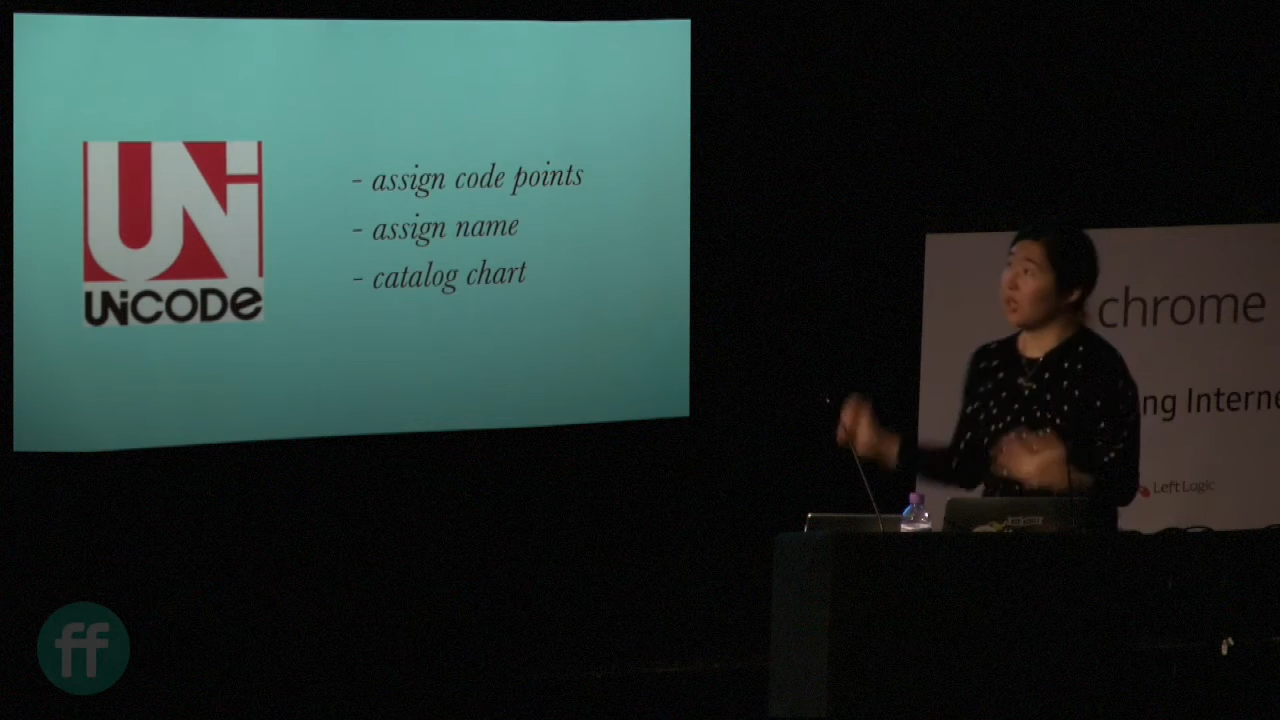 UNi
UNiCODe
- assign code points
- assign name
- catalog chart
chrome
ng Interne
Left Logic
ff